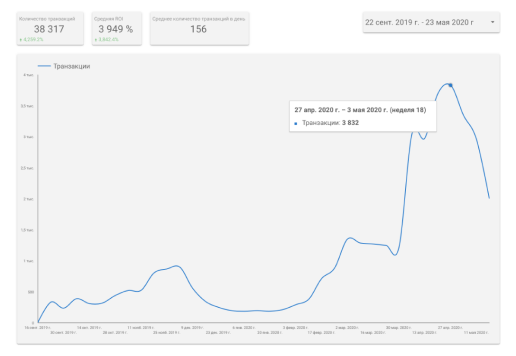 Количество транзакций
38 317
4,259.2%
Средняя ROI
3 949 %
Среднее количество транзакций в день
156
22 сент. 2019 г. - 23 мая 2020 г.
Транзакции
4 тыс.
3,5 тыс.
3 тыс.
2,5 тыс.
2 тыс.
1,5 тыс.
1 тыс.
500
0
27 апр. 2020 г. – 3 мая 2020 г. (неделя 18)
Транзакции: 3 832
16 сент. 2019 г.
30 сент. 2019 г.
14 окт. 2019 г.
28 окт. 2019 г.
11 нояб. 2019 г.
25 нояб. 2019 г.
9 дек. 2019 г.
23 дек. 2019 г.
6 янв. 2020 г.
20 янв. 2020 г.
3 февр. 2020 г.
17 февр. 2020 г.
2 мар. 2020 г.
16 мар. 2020 г.
30 мар. 2020 г.
13 апр. 2020 г.
27 апр. 2020 г.
11 мая 2020 г.